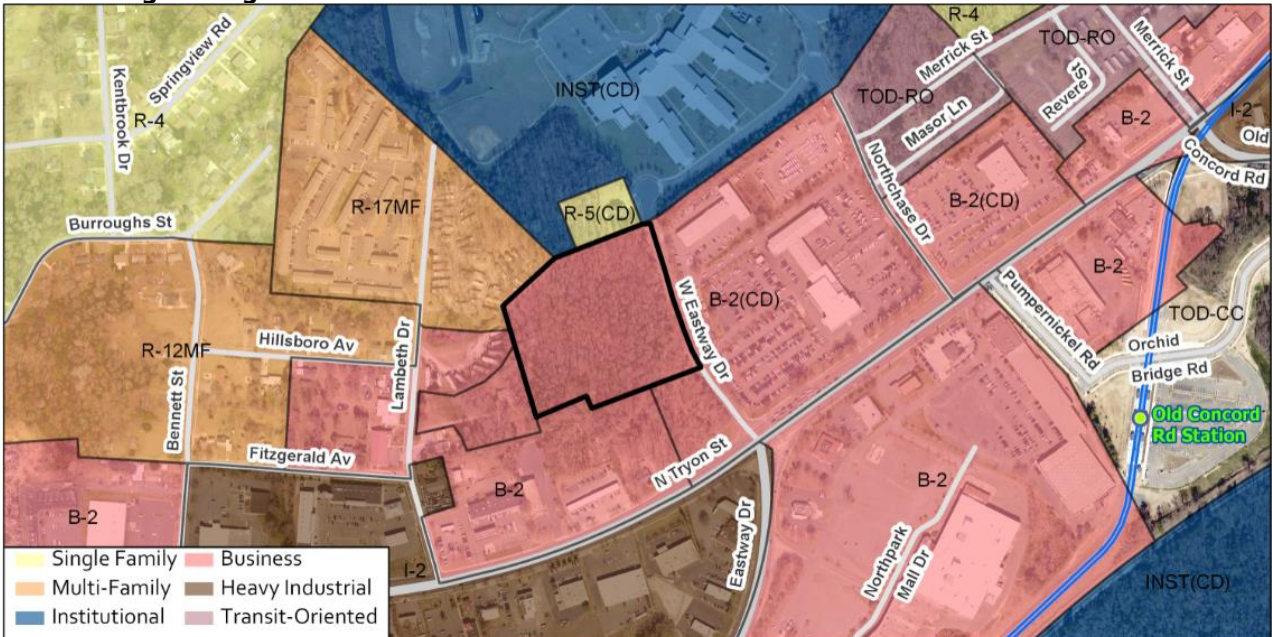 R-4
Springview Rd
Kentbrook Dr
R-4
Burroughs St
INST(CD)
R-17MF
R-5(CD)
Merrick St
TOD-RO
Merrick St
TOD-RO
Revere St
Masor Ln
B-2
I-2
Old
Concord Rd
Northchase Dr
B-2(CD)
B-2
W Eastway Dr
B-2(CD)
Pumpernickel Rd
TOD-CC
Orchid
Bridge Rd
R-12MF
Hillsboro Av
Lambeth Dr
Bennett St
Fitzgerald Av
Old Concord
Rd Station
N Tryon St
B-2
B-2
B-2
Eastway Dr
Northpark
Mall Dr
I-2
INST(CD)
Single Family
Business
Multi-Family
Heavy Industrial
Institutional
Transit-Oriented